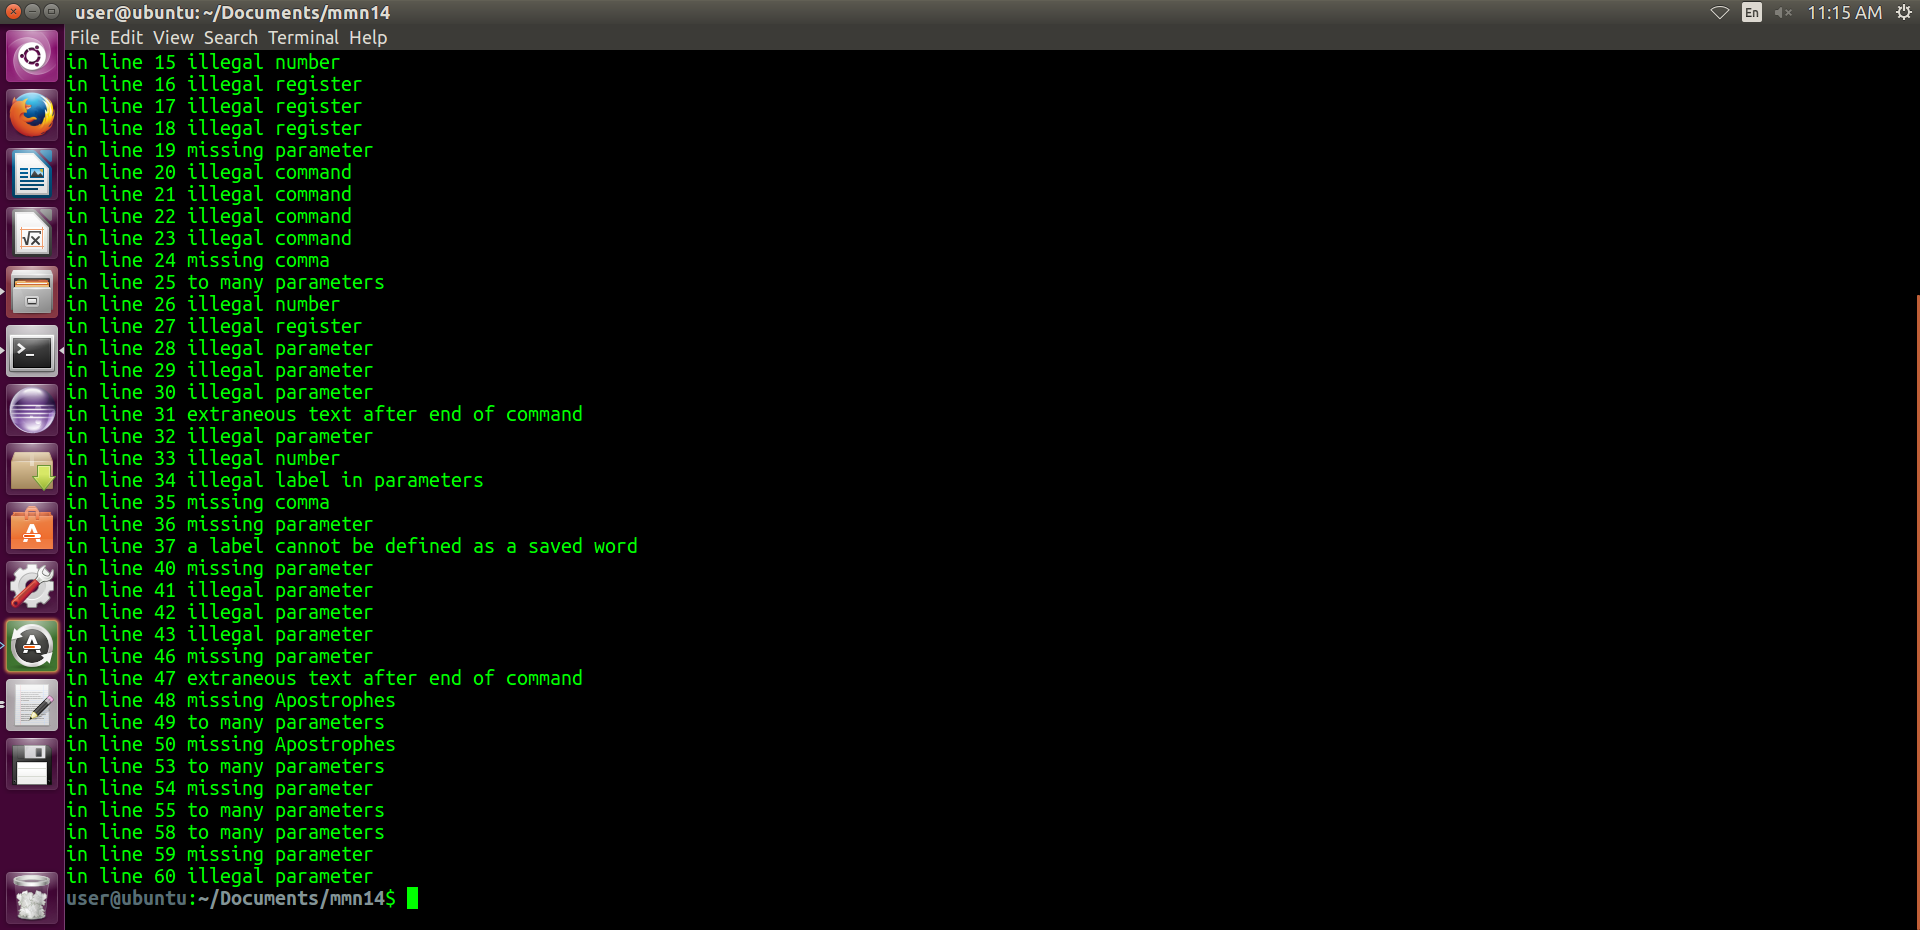 user@ubuntu: ~/Documents/mmn14
En 11:15 AM
File Edit View Search Terminal Help
in line 15 illegal number
in line 16 illegal register
in line 17 illegal register
in line 18 illegal register
in line 19 missing parameter
in line 20 illegal command
in line 21 illegal command
in line 22 illegal command
in line 23 illegal command
in line 24 missing comma
in line 25 to many parameters
in line 26 illegal number
in line 27 illegal register
in line 28 illegal parameter
in line 29 illegal parameter
in line 30 illegal parameter
in line 31 extraneous text after end of command
in line 32 illegal parameter
in line 33 illegal number
in line 34 illegal label in parameters
in line 35 missing comma
in line 36 missing parameter
in line 37 a label cannot be defined as a saved word
in line 40 missing parameter
in line 41 illegal parameter
in line 42 illegal parameter
in line 43 illegal parameter
in line 46 missing parameter
in line 47 extraneous text after end of command
in line 48 missing Apostrophes
in line 49 to many parameters
in line 50 missing Apostrophes
in line 53 to many parameters
in line 54 missing parameter
in line 55 to many parameters
in line 58 to many parameters
in line 59 missing parameter
in line 60 illegal parameter
user@ubuntu:~/Documents/mmn14$